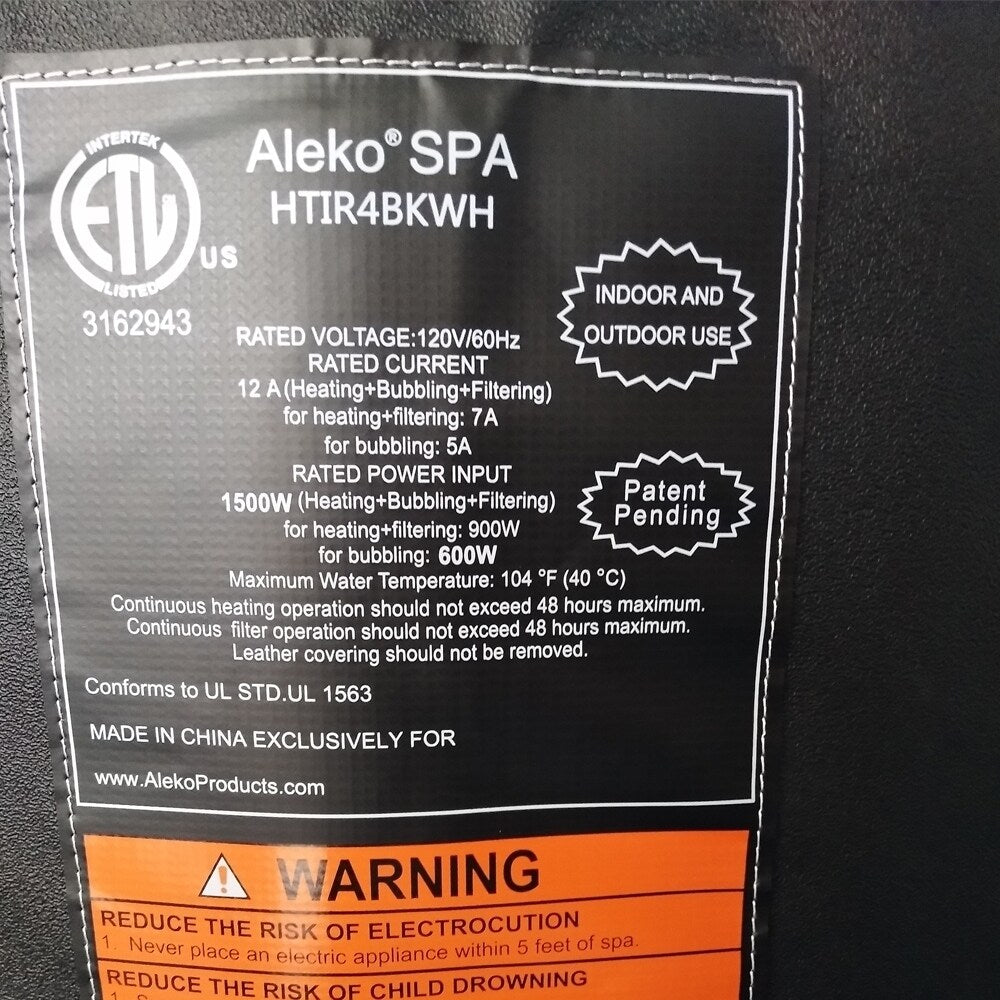 INTERTEK
ETL
LISTED
US
3162943
Aleko® SPA
HTIR4BKWH
INDOOR AND
OUTDOOR USE
RATED VOLTAGE:120V/60Hz
RATED CURRENT
12 A (Heating+Bubbling+Filtering)
for heating+filtering: 7A
for bubbling: 5A
RATED POWER INPUT
1500W (Heating+Bubbling+Filtering)
for heating+filtering: 900W
for bubbling: 600W
Patent
Pending
Maximum Water Temperature: 104 °F (40 °C)
Continuous heating operation should not exceed 48 hours maximum.
Continuous filter operation should not exceed 48 hours maximum.
Leather covering should not be removed.
Conforms to UL STD.UL 1563
MADE IN CHINA EXCLUSIVELY FOR
www.AlekoProducts.com
WARNING
REDUCE THE RISK OF ELECTROCUTION
1. Never place an electric appliance within 5 feet of spa.
REDUCE THE RISK OF CHILD DROWNING
1.